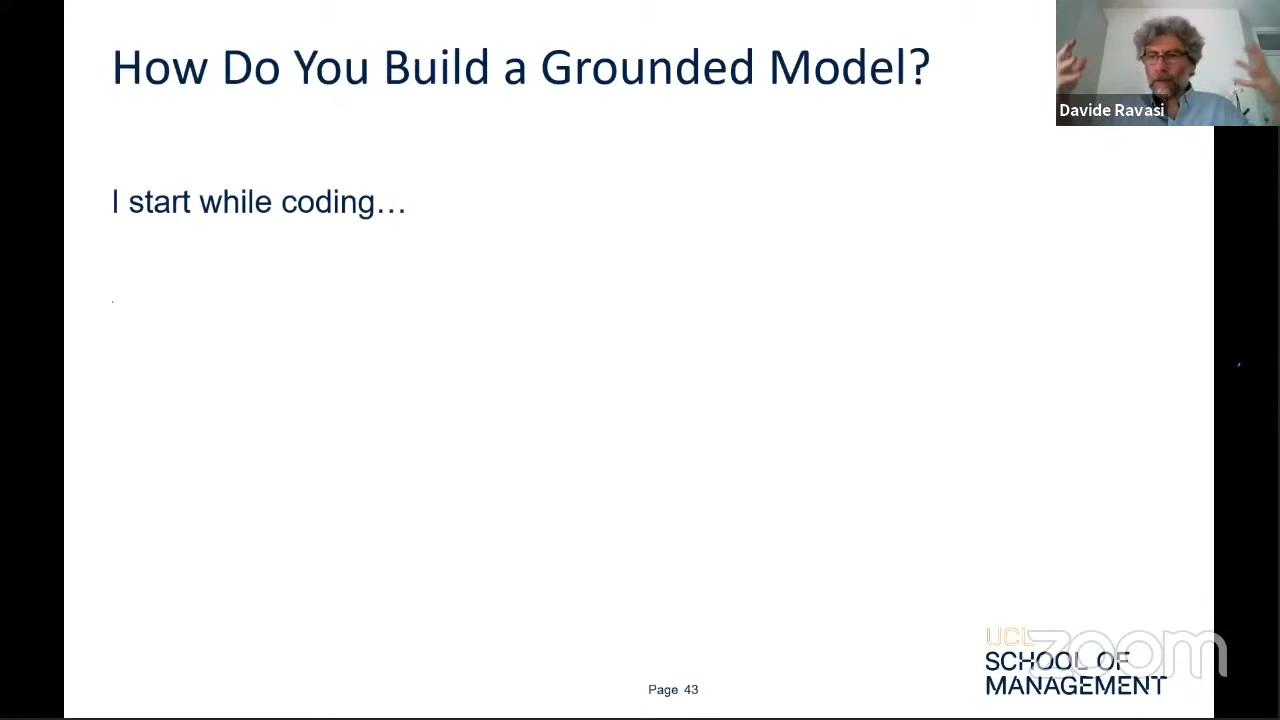 How Do You Build a Grounded Model?
Davide Ravasi
I start while coding…
UCL
zoom
SCHOOL OF
MANAGEMENT
Page 43